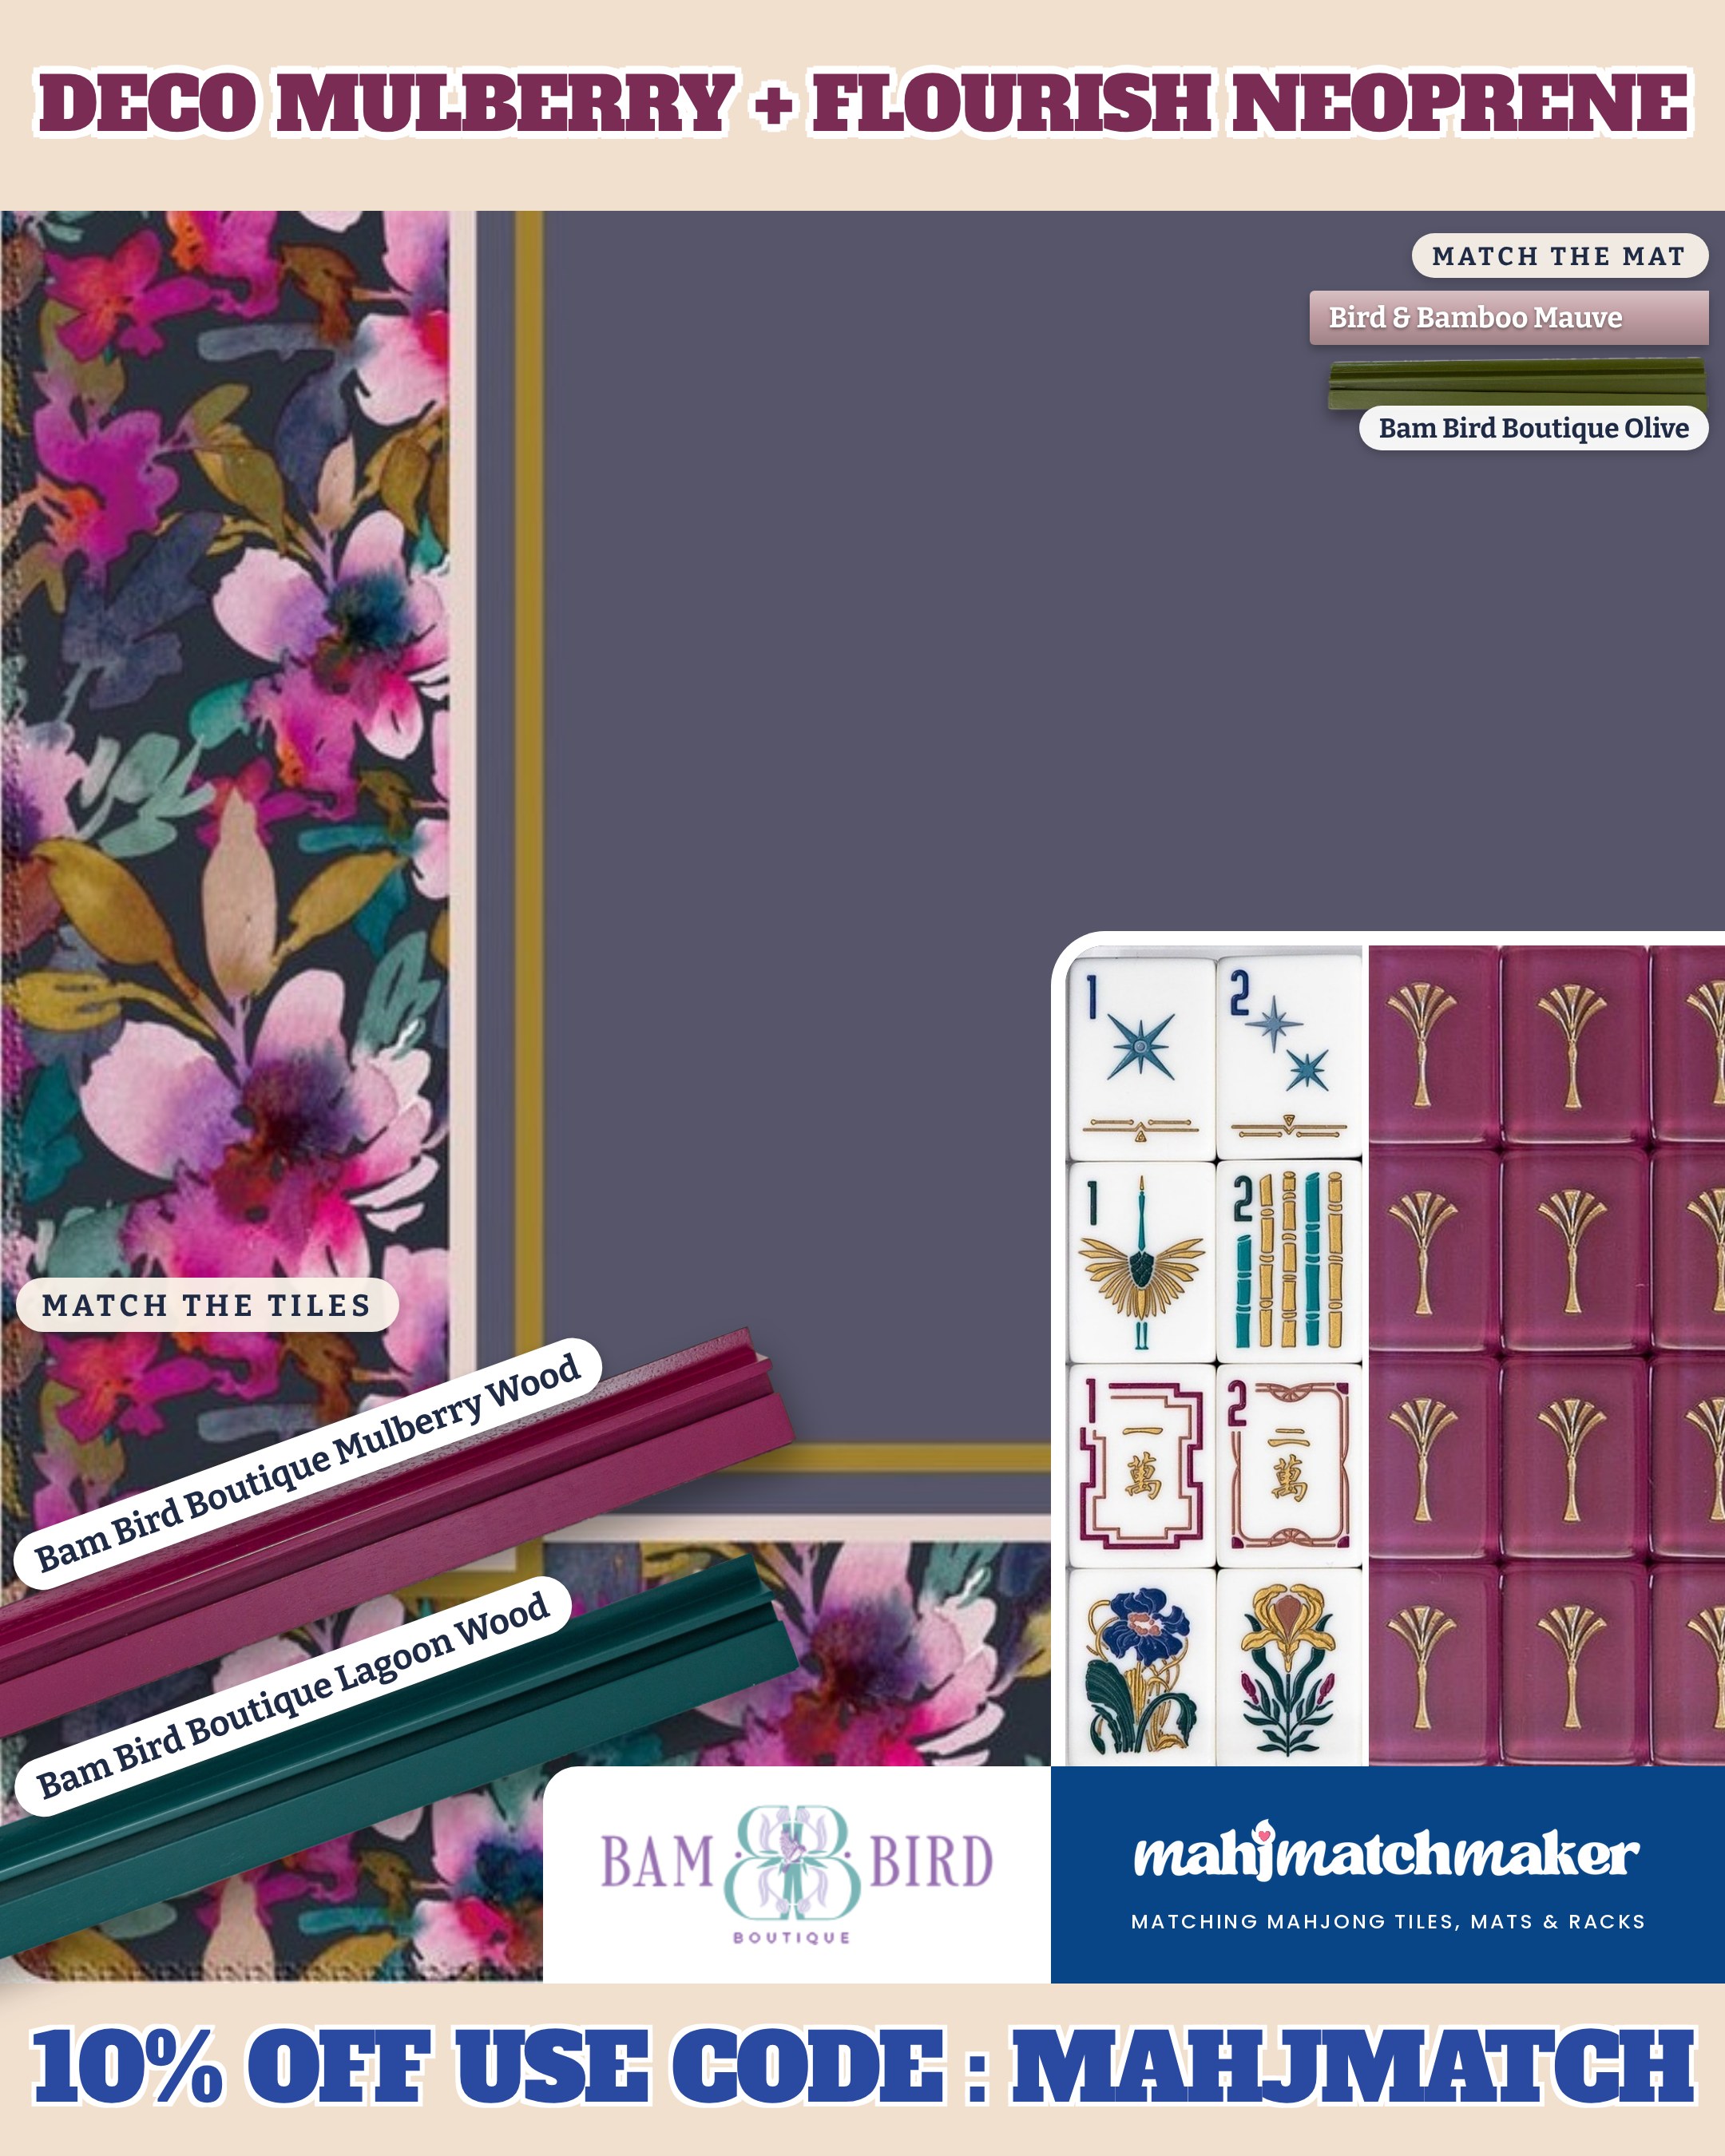 DECO MULBERRY + FLOURISH NEOPRENE
MATCH THE MAT
Bird & Bamboo Mauve
Bam Bird Boutique Olive
1
2
1
2
1
一萬
2
二萬
MATCH THE TILES
Bam Bird Boutique Mulberry Wood
Bam Bird Boutique Lagoon Wood
BAM BIRD
BOUTIQUE
mahjmatchmaker
MATCHING MAHJONG TILES, MATS & RACKS
10% OFF USE CODE : MAHJMATCH